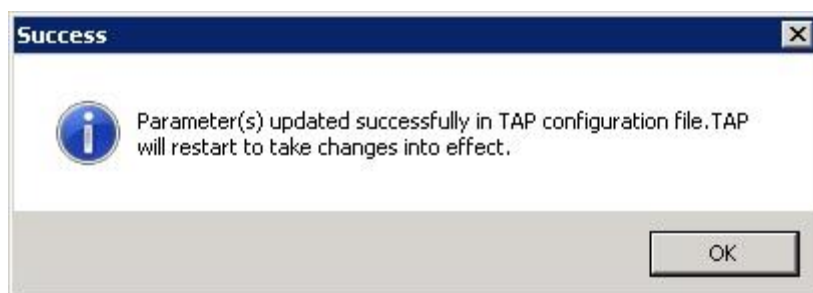 Success
Parameter(s) updated successfully in TAP configuration file.TAP
will restart to take changes into effect.
OK